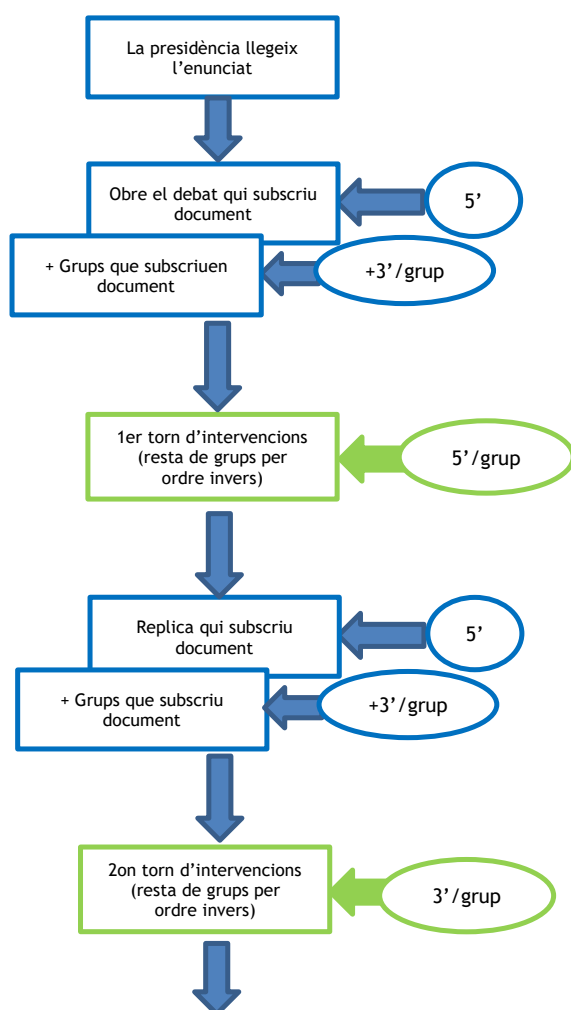 La presidència llegeix
l’enunciat
Obre el debat qui subscriu
document
5’
+ Grups que subscriuen
document
+3’/grup
1er torn d’intervencions
(resta de grups per
ordre invers)
5’/grup
Replica qui subscriu
document
5’
+ Grups que subscriu
document
+3’/grup
2on torn d’intervencions
(resta de grups per
ordre invers)
3’/grup